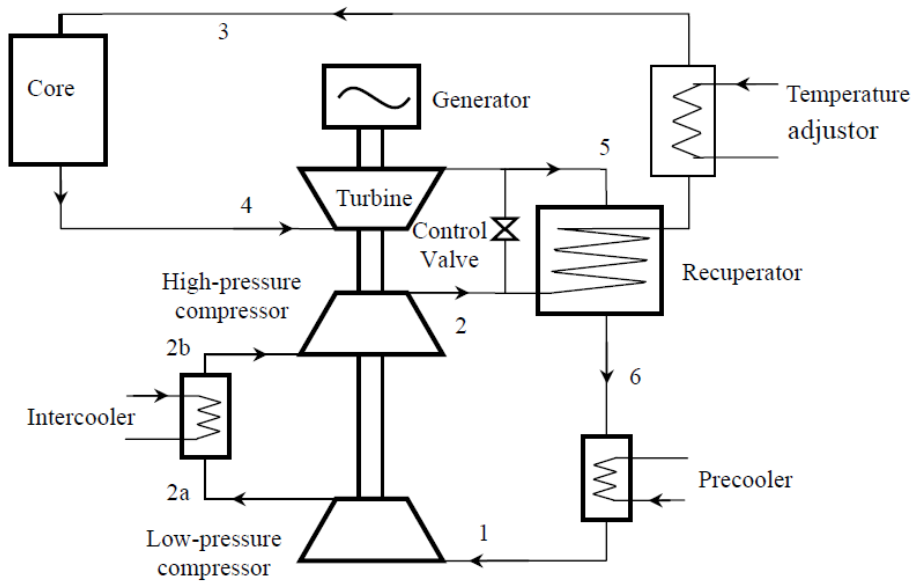 3
Core
Generator
Temperature
adjustor
5
Turbine
4
Control
Valve
Recuperator
High-pressure
compressor
2
2b
6
Intercooler
Precooler
2a
1
Low-pressure
compressor